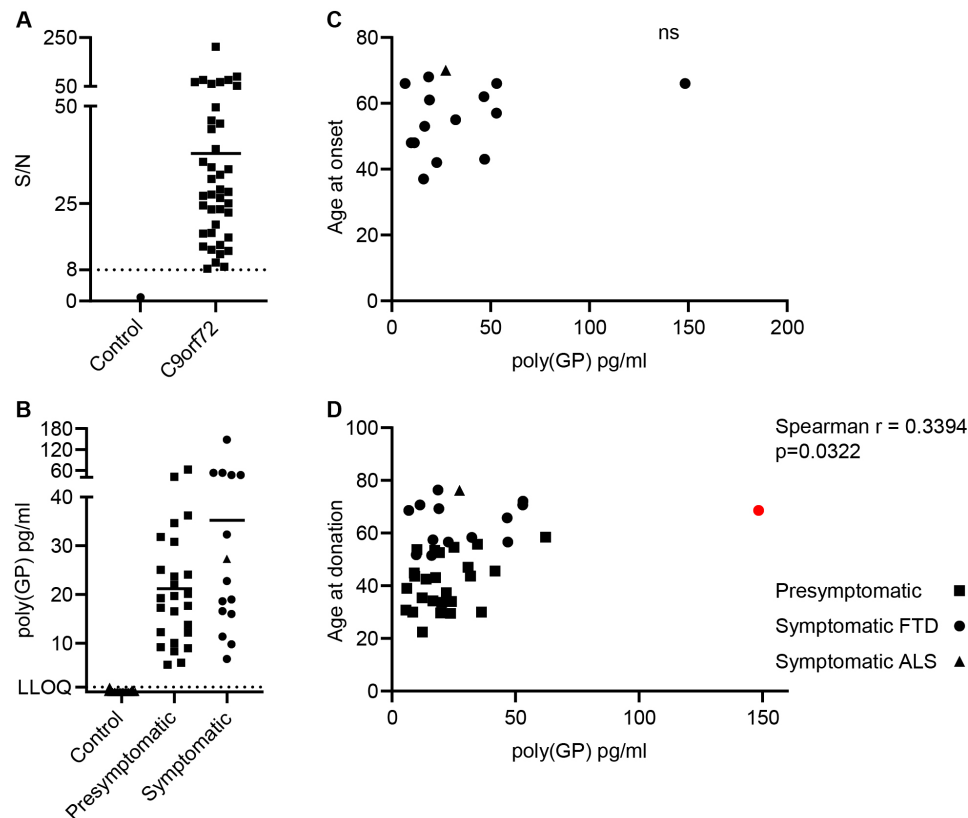 A
S/N
250
50
50
25
8
0
Control
C9orf72
C
ns
Age at onset
80
60
40
20
0
0 50 100 150 200
poly(GP) pg/ml
B
poly(GP) pg/ml
180
120
60
40
30
20
10
LLOQ
Control
Presymptomatic
Symptomatic
D
Spearman r = 0.3394
p=0.0322
Age at donation
100
80
60
40
20
0
0 50 100 150
poly(GP) pg/ml
Presymptomatic
Symptomatic FTD
Symptomatic ALS